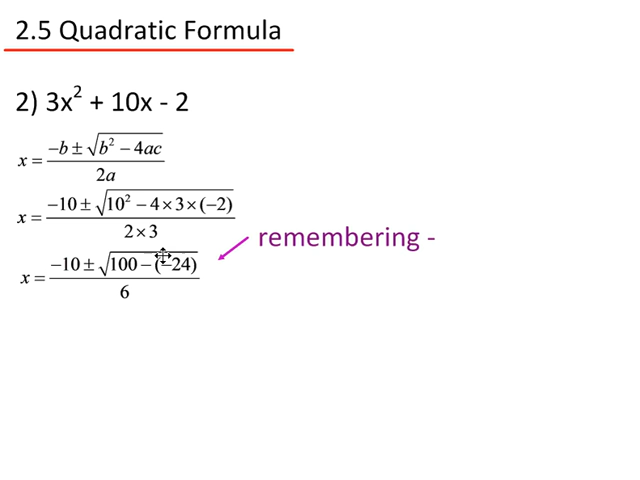 2.5 Quadratic Formula
2) 3x² + 10x - 2
x = (-b ± √(b² - 4ac)) / 2a
x = (-10 ± √(10² - 4 × 3 × (-2))) / (2 × 3)
x = (-10 ± √(100 - (-24))) / 6
remembering -